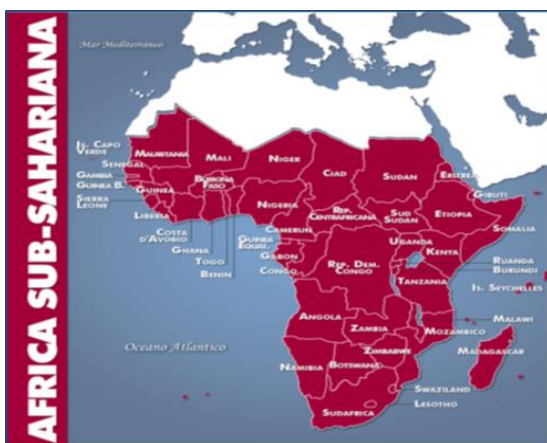 AFRICA SUB-SAHARIANA
Mar Mediterraneo
Is. Capo
Verde
Mauritania
Mali
Niger
Ciad
Sudan
Eritrea
Senegal
Gambia
Guinea B.
Guinea
Burkina
Faso
Gibuti
Sierra
Leone
Nigeria
Rep.
Centrafricana
Sud
Sudan
Etiopia
Somalia
Liberia
Costa
d'Avorio
Ghana
Togo
Benin
Camerun
Guinea
Equat.
Gabon
Congo
Rep. Dem.
Congo
Uganda
Kenya
Ruanda
Burundi
Tanzania
Is. Seychelles
Angola
Zambia
Malawi
Mozambico
Oceano Atlantico
Madagascar
Zimbabwe
Namibia
Botswana
Swaziland
Sudafrica
Lesotho